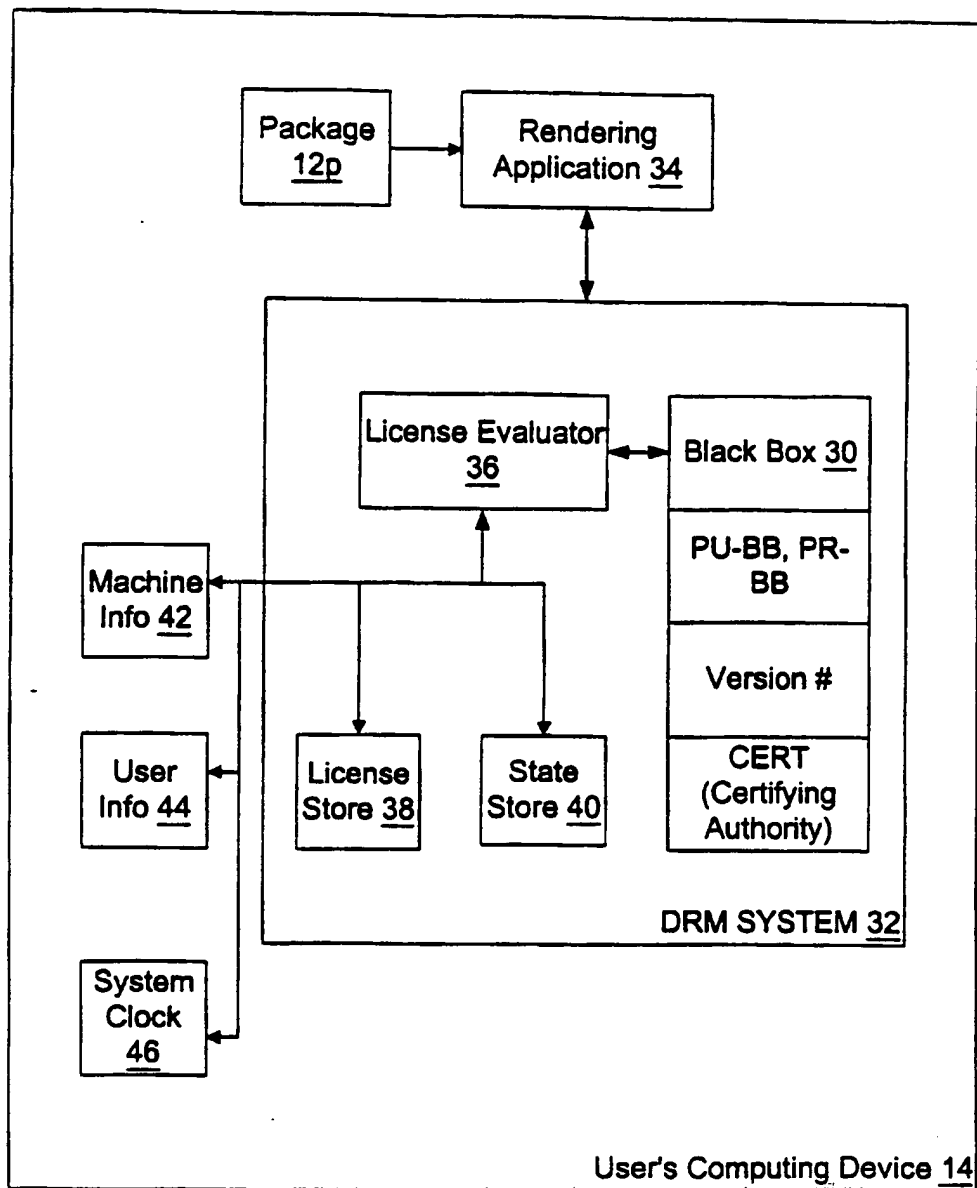 Package
12p
Rendering
Application 34
License Evaluator
36
Black Box 30
PU-BB, PR-
BB
Version #
CERT
(Certifying
Authority)
Machine
Info 42
User
Info 44
License
Store 38
State
Store 40
DRM SYSTEM 32
System
Clock
46
User's Computing Device 14